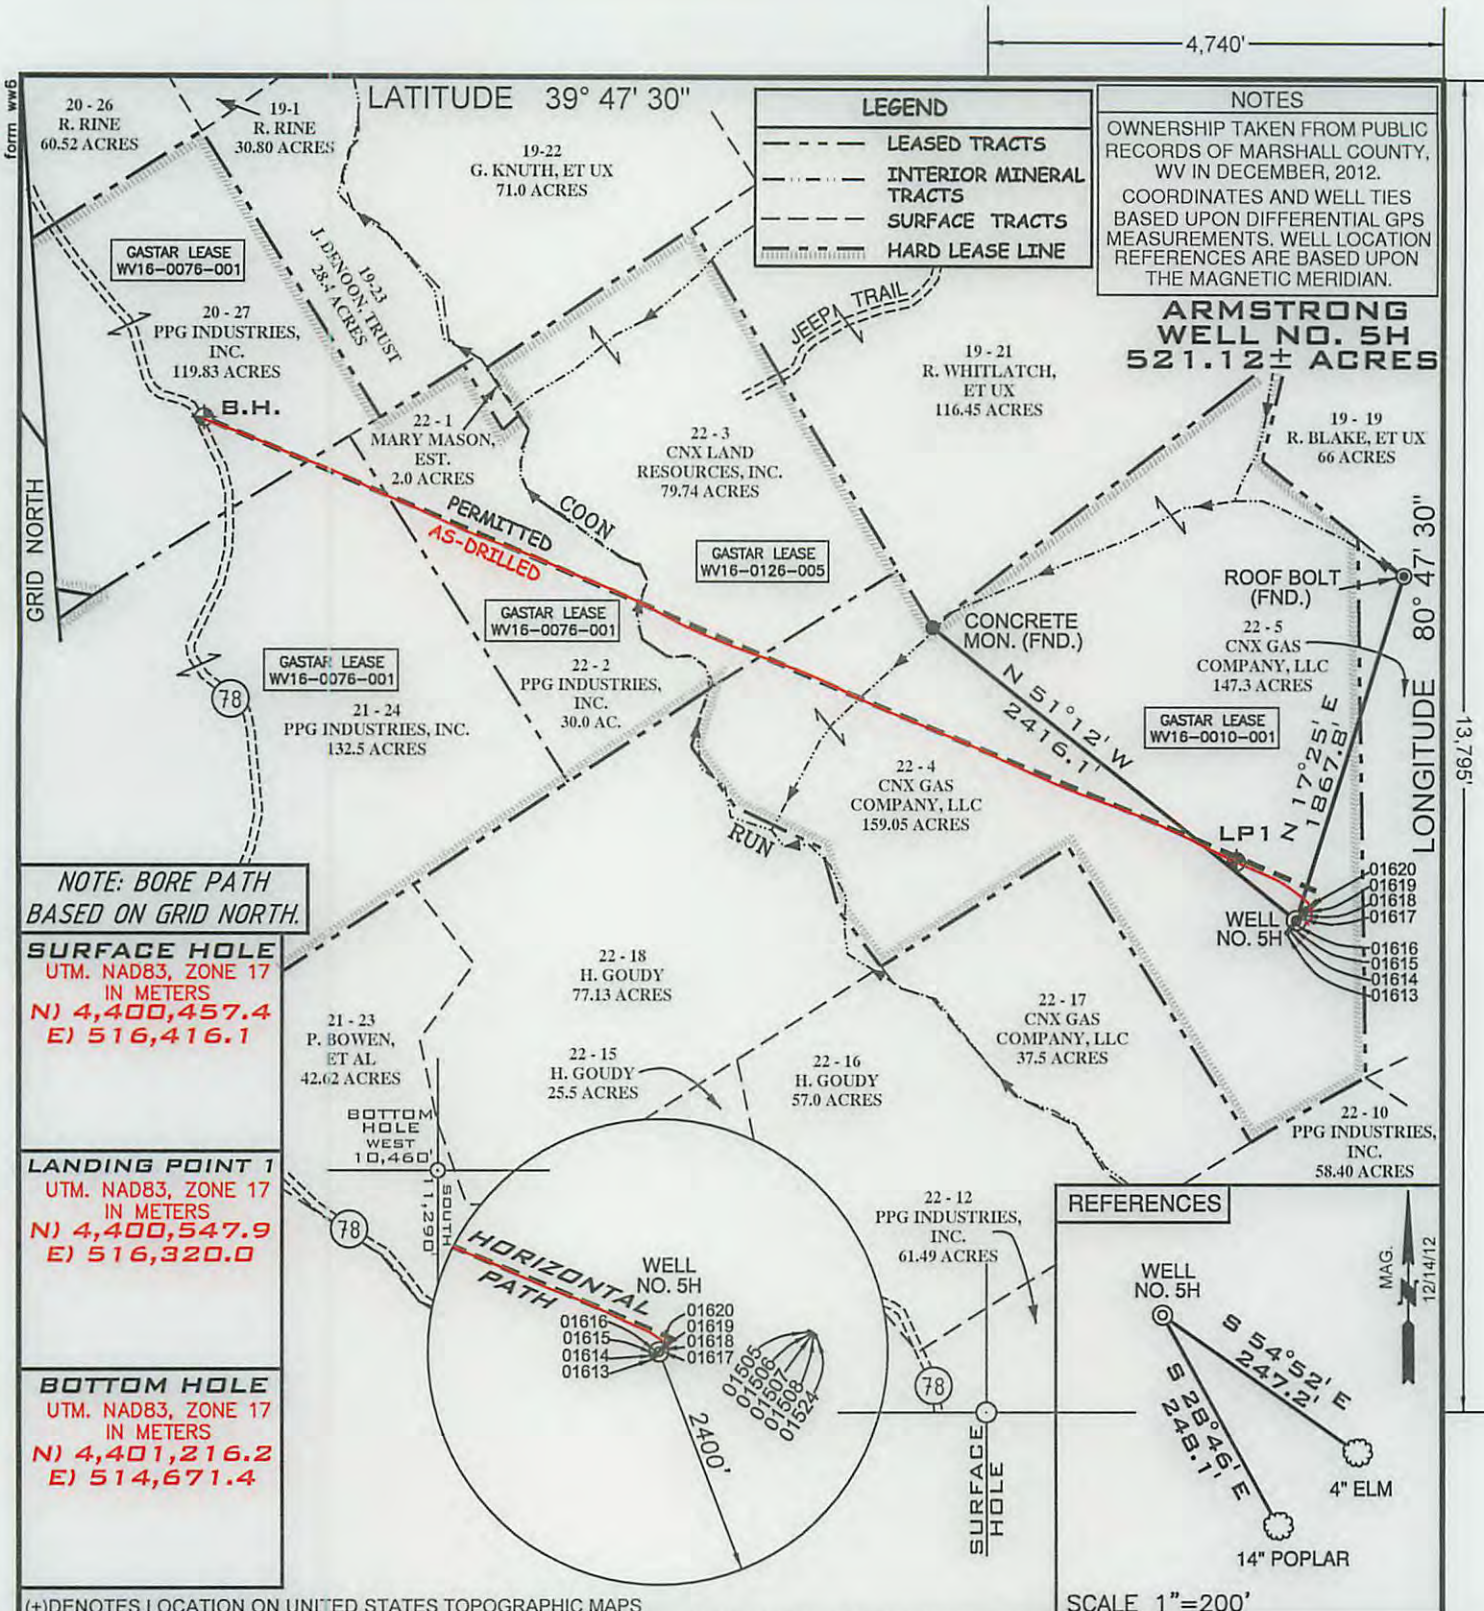 4,740'
form ww6
20 - 26
R. RINE
60.52 ACRES
19-1
R. RINE
30.80 ACRES
LATITUDE 39° 47' 30"
19-22
G. KNUTH, ET UX
71.0 ACRES
LEGEND
LEASED TRACTS
INTERIOR MINERAL
TRACTS
SURFACE TRACTS
HARD LEASE LINE
NOTES
OWNERSHIP TAKEN FROM PUBLIC
RECORDS OF MARSHALL COUNTY,
WV IN DECEMBER, 2012.
COORDINATES AND WELL TIES
BASED UPON DIFFERENTIAL GPS
MEASUREMENTS. WELL LOCATION
REFERENCES ARE BASED UPON
THE MAGNETIC MERIDIAN.
ARMSTRONG
WELL NO. 5H
521.12± ACRES
GASTAR LEASE
WV16-0076-001
19-23
J. DENOON, TRUST
28.4 ACRES
20 - 27
PPG INDUSTRIES,
INC.
119.83 ACRES
JEEP TRAIL
19 - 21
R. WHITLATCH,
ET UX
116.45 ACRES
19 - 19
R. BLAKE, ET UX
66 ACRES
B.H.
22 - 1
MARY MASON,
EST.
2.0 ACRES
22 - 3
CNX LAND
RESOURCES, INC.
79.74 ACRES
GRID NORTH
PERMITTED
AS-DRILLED
COON
GASTAR LEASE
WV16-0126-005
ROOF BOLT
(FND.)
LONGITUDE 80° 47' 30"
13,795'
GASTAR LEASE
WV16-0076-001
CONCRETE
MON. (FND.)
22 - 5
CNX GAS
COMPANY, LLC
147.3 ACRES
GASTAR LEASE
WV16-0076-001
78
22 - 2
PPG INDUSTRIES,
INC.
30.0 AC.
21 - 24
PPG INDUSTRIES, INC.
132.5 ACRES
N 51°12' W
2416.1'
GASTAR LEASE
WV16-0010-001
N 17°25' E
1867.8'
22 - 4
CNX GAS
COMPANY, LLC
159.05 ACRES
RUN
LP1
NOTE: BORE PATH
BASED ON GRID NORTH.
01620
01619
01618
01617
WELL
NO. 5H
01616
01615
01614
01613
SURFACE HOLE
UTM. NAD83, ZONE 17
IN METERS
N) 4,400,457.4
E) 516,416.1
22 - 18
H. GOUDY
77.13 ACRES
21 - 23
P. BOWEN,
ET AL
42.62 ACRES
22 - 17
CNX GAS
COMPANY, LLC
37.5 ACRES
22 - 15
H. GOUDY
25.5 ACRES
22 - 16
H. GOUDY
57.0 ACRES
BOTTOM
HOLE
WEST
10,460'
SOUTH
11,290'
22 - 10
PPG INDUSTRIES,
INC.
58.40 ACRES
LANDING POINT 1
UTM. NAD83, ZONE 17
IN METERS
N) 4,400,547.9
E) 516,320.0
78
22 - 12
PPG INDUSTRIES,
INC.
61.49 ACRES
REFERENCES
HORIZONTAL
PATH
WELL
NO. 5H
01616
01615
01614
01613
01620
01619
01618
01617
01505
01506
01507
01508
01524
2400'
78
SURFACE
HOLE
MAG.
12/14/12
WELL
NO. 5H
S 54°52' E
247.2'
S 28°46' E
248.1'
4" ELM
14" POPLAR
BOTTOM HOLE
UTM. NAD83, ZONE 17
IN METERS
N) 4,401,216.2
E) 514,671.4
(+)DENOTES LOCATION ON UNITED STATES TOPOGRAPHIC MAPS
SCALE 1"=200'